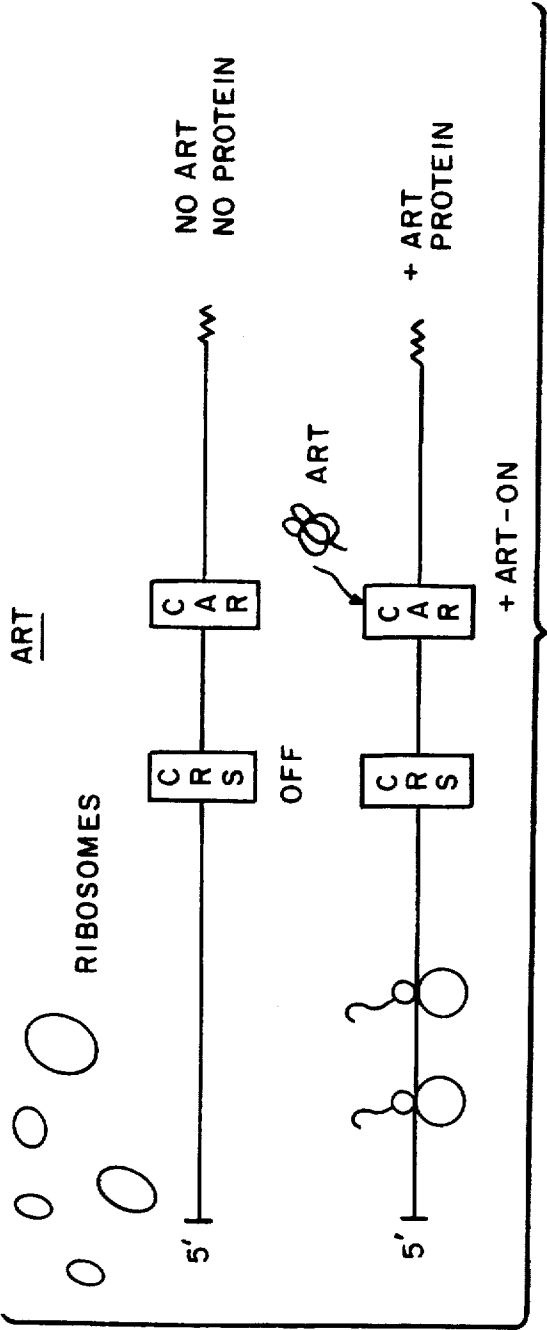 ART
RIBOSOMES
5'
C
R
S
C
A
R
NO ART
NO PROTEIN
OFF
ART
5'
C
R
S
C
A
R
+ ART
PROTEIN
+ ART-ON